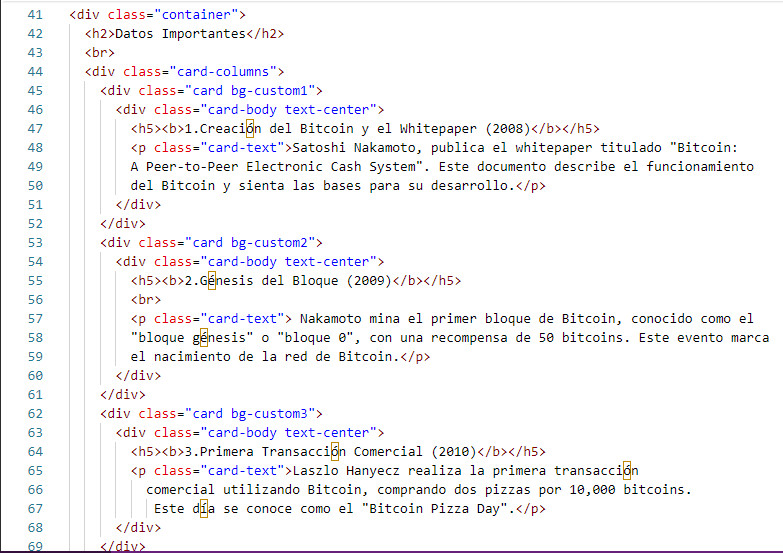 41 <div class="container">
42 <h2>Datos Importantes</h2>
43 <br>
44 <div class="card-columns">
45 <div class="card bg-custom1">
46 <div class="card-body text-center">
47 <h5><b>1.Creación del Bitcoin y el Whitepaper (2008)</b></h5>
48 <p class="card-text">Satoshi Nakamoto, publica el whitepaper titulado "Bitcoin:
49 A Peer-to-Peer Electronic Cash System". Este documento describe el funcionamiento
50 del Bitcoin y sienta las bases para su desarrollo.</p>
51 </div>
52 </div>
53 <div class="card bg-custom2">
54 <div class="card-body text-center">
55 <h5><b>2.Génesis del Bloque (2009)</b></h5>
56 <br>
57 <p class="card-text"> Nakamoto mina el primer bloque de Bitcoin, conocido como el
58 "bloque génesis" o "bloque 0", con una recompensa de 50 bitcoins. Este evento marca
59 el nacimiento de la red de Bitcoin.</p>
60 </div>
61 </div>
62 <div class="card bg-custom3">
63 <div class="card-body text-center">
64 <h5><b>3.Primera Transacción Comercial (2010)</b></h5>
65 <p class="card-text">Laszlo Hanyecz realiza la primera transacción
66 comercial utilizando Bitcoin, comprando dos pizzas por 10,000 bitcoins.
67 Este día se conoce como el "Bitcoin Pizza Day".</p>
68 </div>
69 </div>